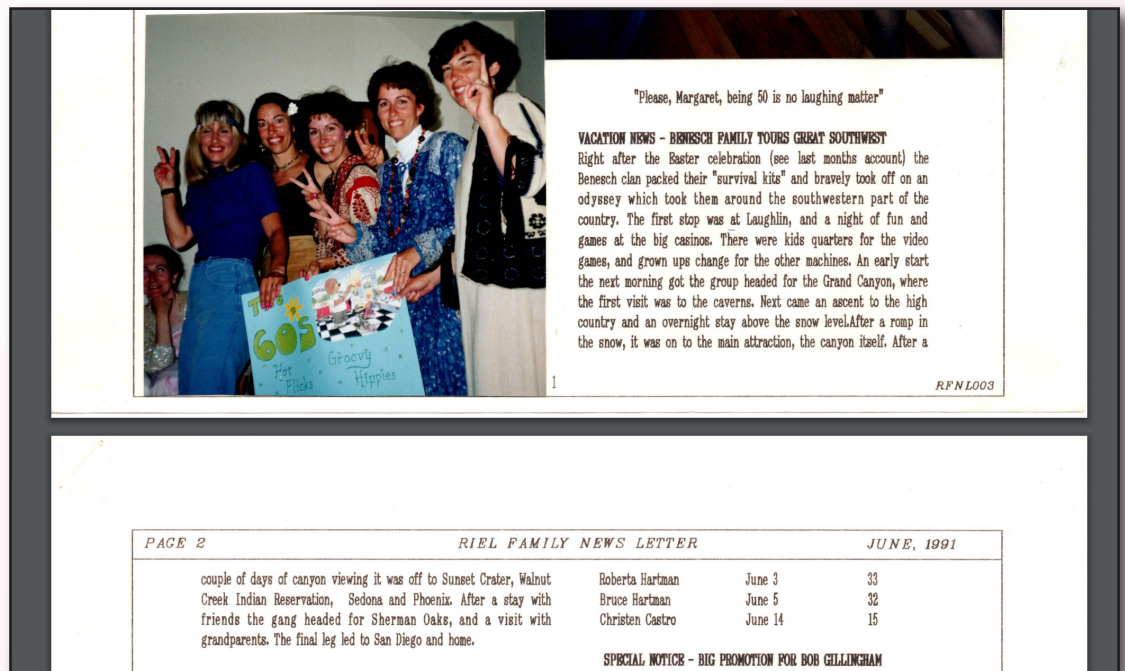 The
60s
Hot
Flicks
Groovy
Hippies
"Please, Margaret, being 50 is no laughing matter"
VACATION NEWS - BENESCH FAMILY TOURS GREAT SOUTHWEST
Right after the Easter celebration (see last months account) the
Benesch clan packed their "survival kits" and bravely took off on an
odyssey which took them around the southwestern part of the
country. The first stop was at Laughlin, and a night of fun and
games at the big casinos. There were kids quarters for the video
games, and grown ups change for the other machines. An early start
the next morning got the group headed for the Grand Canyon, where
the first visit was to the caverns. Next came an ascent to the high
country and an overnight stay above the snow level.After a romp in
the snow, it was on to the main attraction, the canyon itself. After a
1
RFNL003
PAGE 2 RIEL FAMILY NEWS LETTER JUNE, 1991
couple of days of canyon viewing it was off to Sunset Crater, Walnut
Creek Indian Reservation, Sedona and Phoenix. After a stay with
friends the gang headed for Sherman Oaks, and a visit with
grandparents. The final leg led to San Diego and home.
Roberta Hartman June 3 33
Bruce Hartman June 5 32
Christen Castro June 14 15
SPECIAL NOTICE - BIG PROMOTION FOR BOB GILLINGHAM